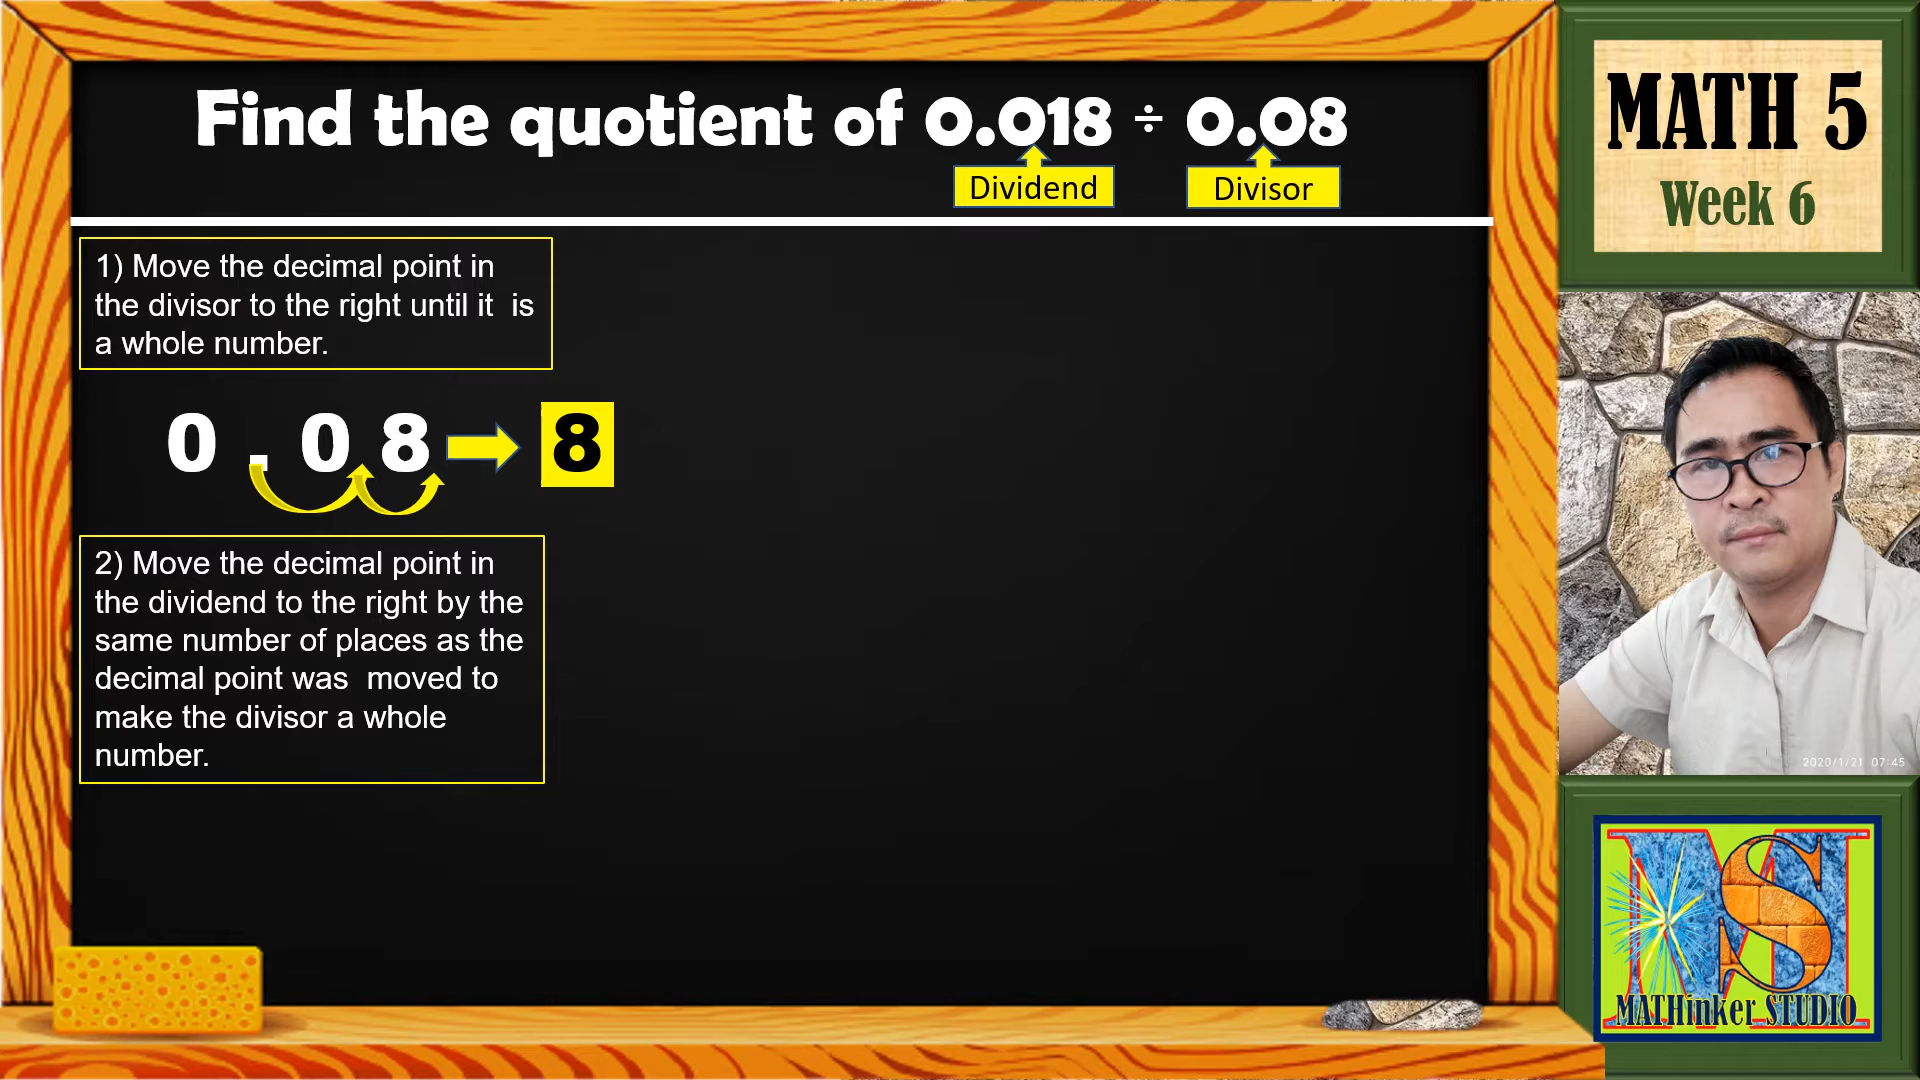 Find the quotient of 0.018 ÷ 0.08
Dividend
Divisor
1) Move the decimal point in
the divisor to the right until it is
a whole number.
0 . 0 8
8
2) Move the decimal point in
the dividend to the right by the
same number of places as the
decimal point was moved to
make the divisor a whole
number.
MATH 5
Week 6
2020/1/21 07:45
MS
MATHinker STUDIO